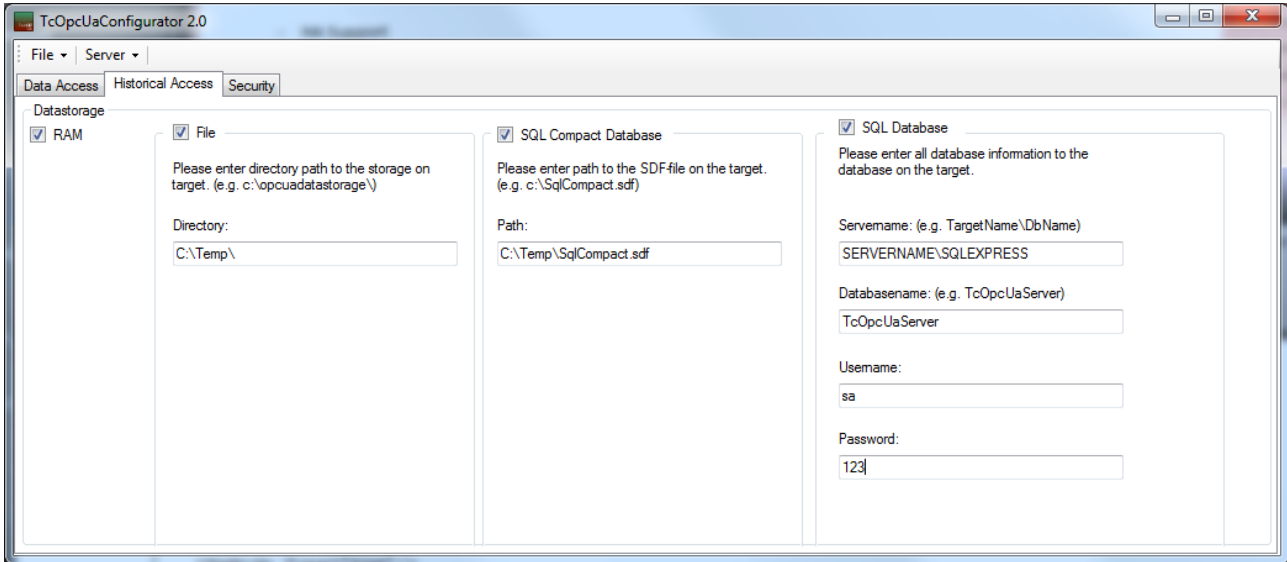 TcOpcUaConfigurator 2.0
File
Server
Data Access
Historical Access
Security
Datastorage
RAM
File
Please enter directory path to the storage on
target. (e.g. c:\opcuadatastorage\)
Directory:
C:\Temp\
SQL Compact Database
Please enter path to the SDF-file on the target.
(e.g. c:\SqlCompact.sdf)
Path:
C:\Temp\SqlCompact.sdf
SQL Database
Please enter all database information to the
database on the target.
Servername: (e.g. TargetName\DbName)
SERVERNAME\SQLEXPRESS
Databasename: (e.g. TcOpcUaServer)
TcOpcUaServer
Username:
sa
Password:
123